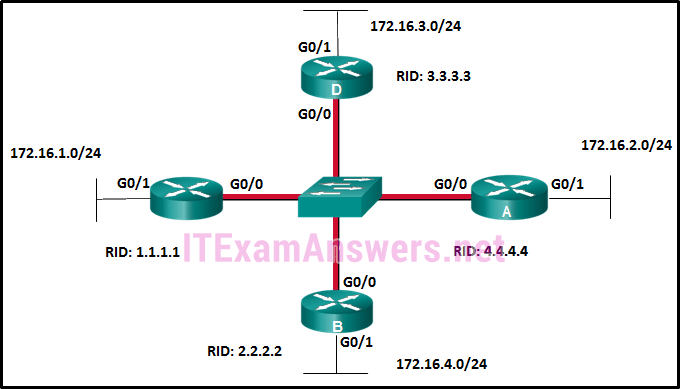 172.16.3.0/24
G0/1
D
RID: 3.3.3.3
G0/0
172.16.1.0/24
172.16.2.0/24
G0/1
G0/0
G0/0
G0/1
A
RID: 1.1.1.1
ITExamAnswers.net
RID: 4.4.4.4
G0/0
B
G0/1
RID: 2.2.2.2
172.16.4.0/24